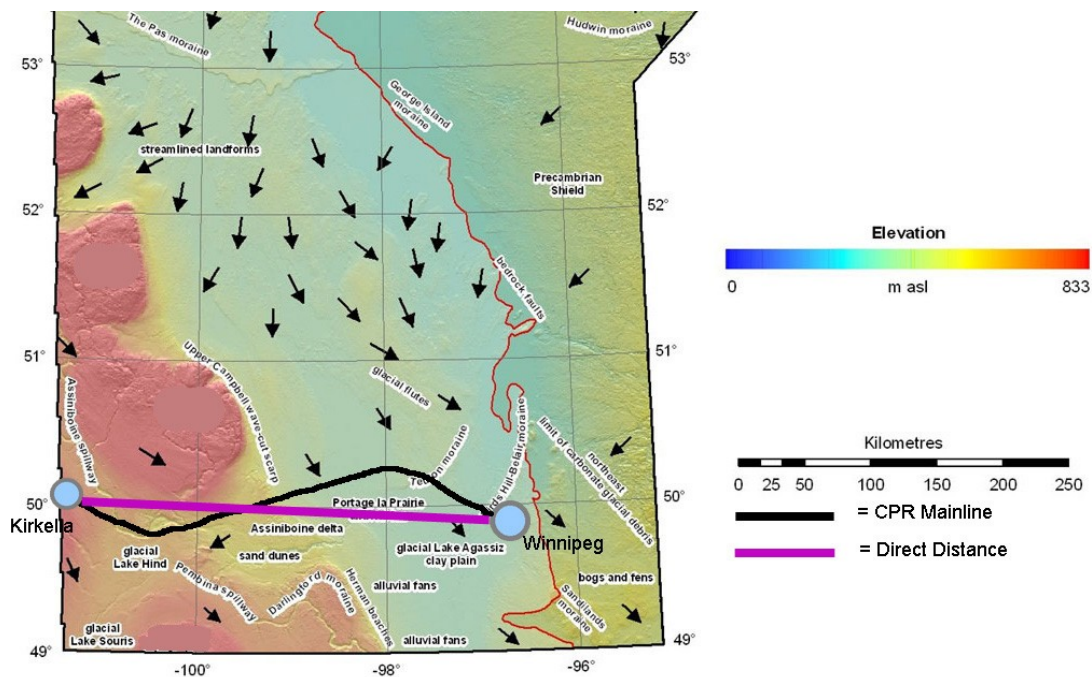 The Pas moraine
Hudwin moraine
53°
53°
George Island
moraine
streamlined landforms
Precambrian
Shield
52°
52°
bedrock faults
Elevation
0
m asl
833
51°
51°
Upper Campbell wave-cut scarp
glacial flutes
Assiniboine spillway
moraine
Hill-Belair moraine
limit of carbonate glacial debris
northeast
Kilometres
0
25
50
100
150
200
250
50°
50°
Portage la Prairie
Kirkella
Winnipeg
= CPR Mainline
= Direct Distance
Assiniboine delta
glacial
Lake Hind
sand dunes
glacial Lake Agassiz
clay plain
Pembina spillway
Darlingford moraine
Herman beaches
alluvial fans
bogs and fens
Sandilands
moraine
glacial
Lake Souris
alluvial fans
49°
49°
-100°
-98°
-96°